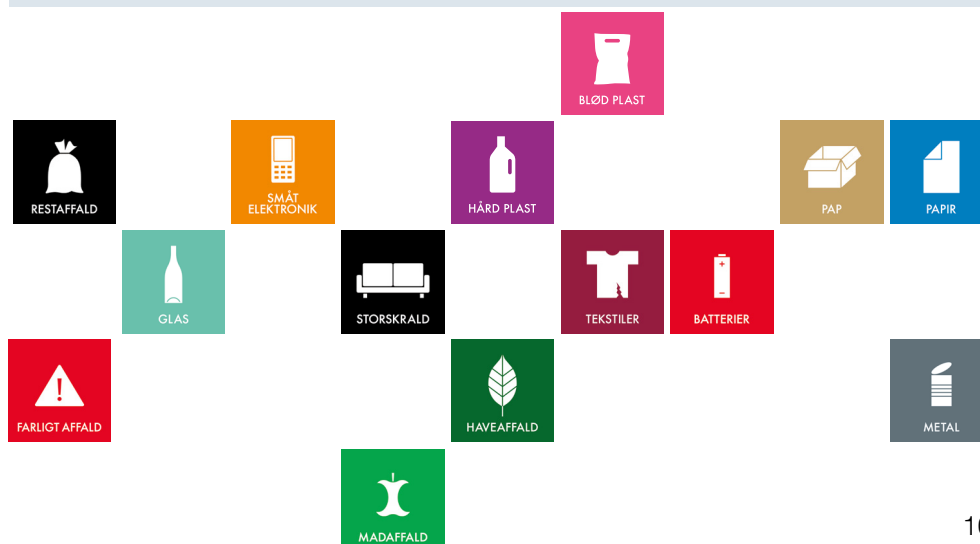 BLØD PLAST
RESTAFFALD
SMÅT
ELEKTRONIK
HÅRD PLAST
PAP
PAPIR
GLAS
STORSKRALD
TEKSTILER
BATTERIER
FARLIGT AFFALD
HAVEAFFALD
METAL
MADAFFALD